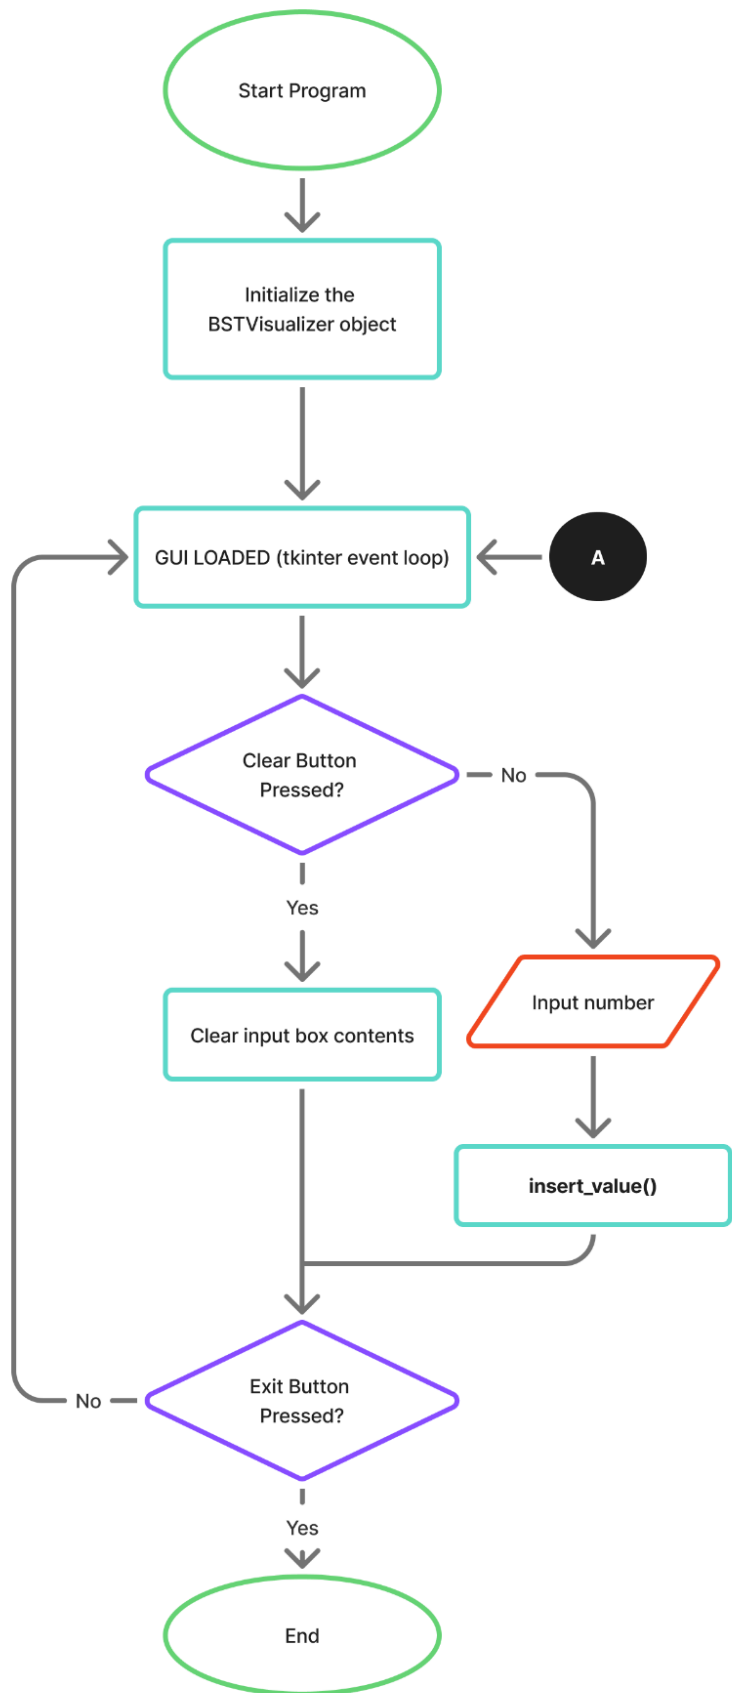 Start Program
Initialize the
BSTVisualizer object
GUI LOADED (tkinter event loop)
A
Clear Button
Pressed?
No
Yes
Input number
Clear input box contents
insert_value()
Exit Button
Pressed?
No
Yes
End